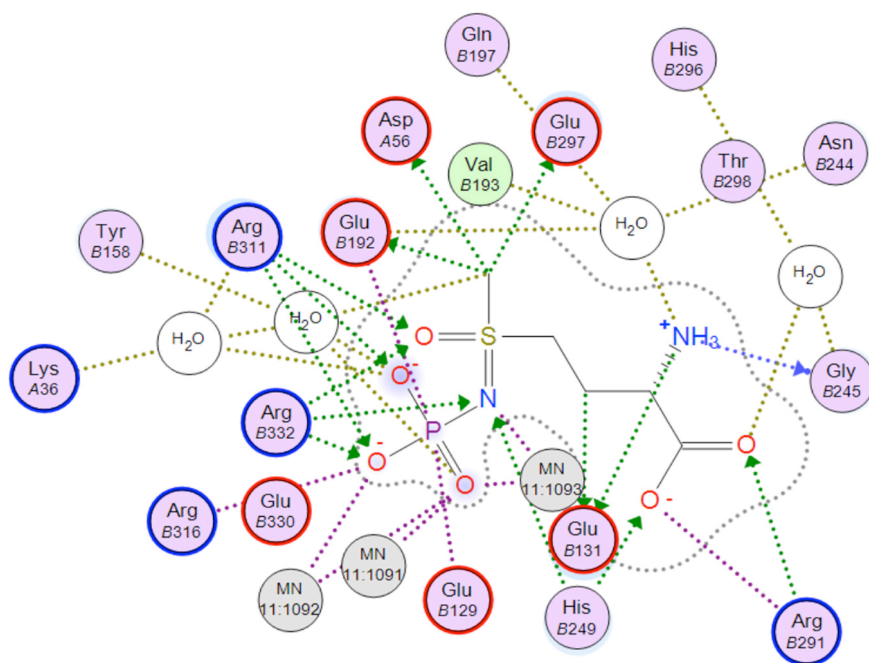 Gln
B197
His
B296
Asp
A56
Glu
B297
Asn
B244
Val
B193
Thr
B298
Tyr
B158
Arg
B311
Glu
B192
H₂O
H₂O
H₂O
H₂O
O
S
+
NH₃
Lys
A36
O
-
Gly
B245
N
Arg
B332
P
O
-
O
O
O
-
MN
11:1093
Arg
B316
Glu
B330
Glu
B131
MN
11:1091
MN
11:1092
Glu
B129
His
B249
Arg
B291